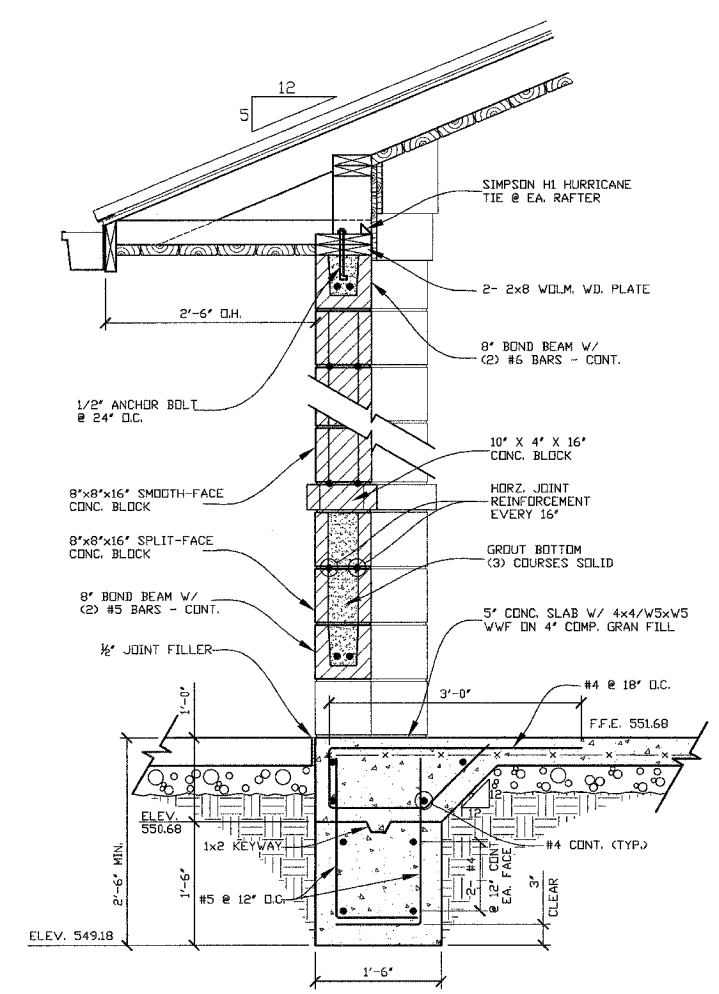 12
5
SIMPSON H1 HURRICANE
TIE @ EA. RAFTER
2- 2x8 WOLM. WD. PLATE
2'-6" O.H.
8" BOND BEAM W/
(2) #6 BARS - CONT.
1/2" ANCHOR BOLT
@ 24" O.C.
10" X 4" X 16"
CONC. BLOCK
8"x8"x16" SMOOTH-FACE
CONC. BLOCK
HORZ. JOINT
REINFORCEMENT
EVERY 16"
8"x8"x16" SPLIT-FACE
CONC. BLOCK
GROUT BOTTOM
(3) COURSES SOLID
8" BOND BEAM W/
(2) #5 BARS - CONT.
5" CONC. SLAB W/ 4x4/W5xW5
WWF ON 4" COMP. GRAN FILL
½" JOINT FILLER
3'-0"
#4 @ 18" O.C.
1'-0"
F.F.E. 551.68
12
12
ELEV.
550.68
1x2 KEYWAY
#4 CONT. (TYP.)
2'-6" MIN.
1'-6"
#5 @ 12" O.C.
2- #4
@ 12" CONT
EA. FACE
3"
CLEAR
ELEV. 549.18
1'-6"